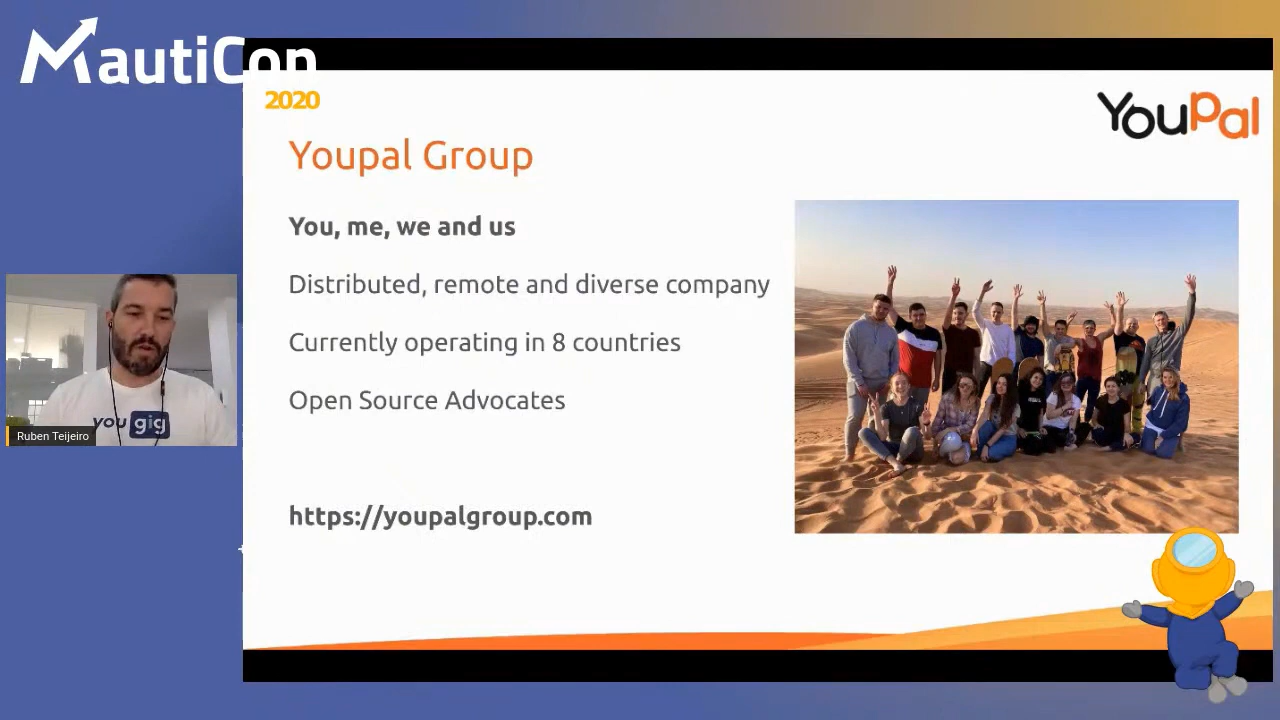 MautiCon
2020
YouPal
Youpal Group
You, me, we and us
Distributed, remote and diverse company
Currently operating in 8 countries
Open Source Advocates
https://youpalgroup.com
you gig
Ruben Teijeiro